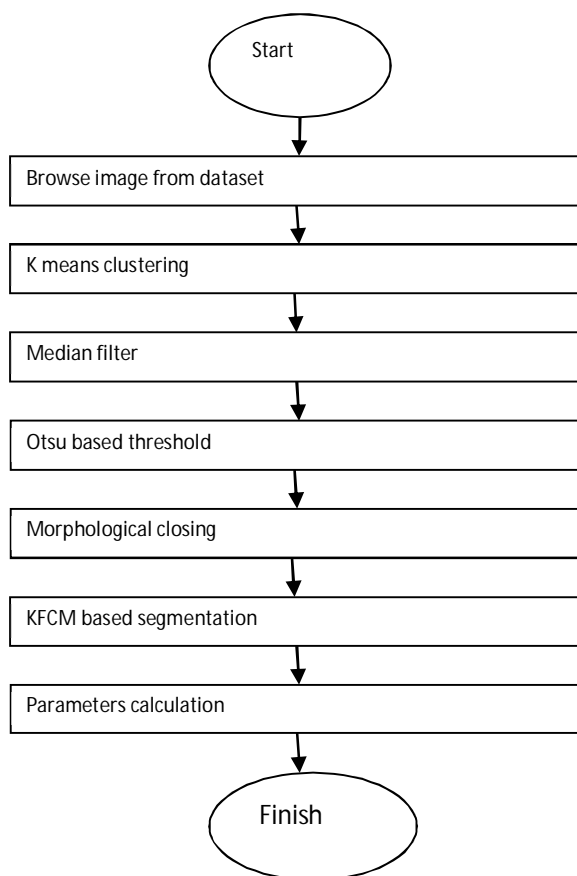 Start
Browse image from dataset
K means clustering
Median filter
Otsu based threshold
Morphological closing
KFCM based segmentation
Parameters calculation
Finish